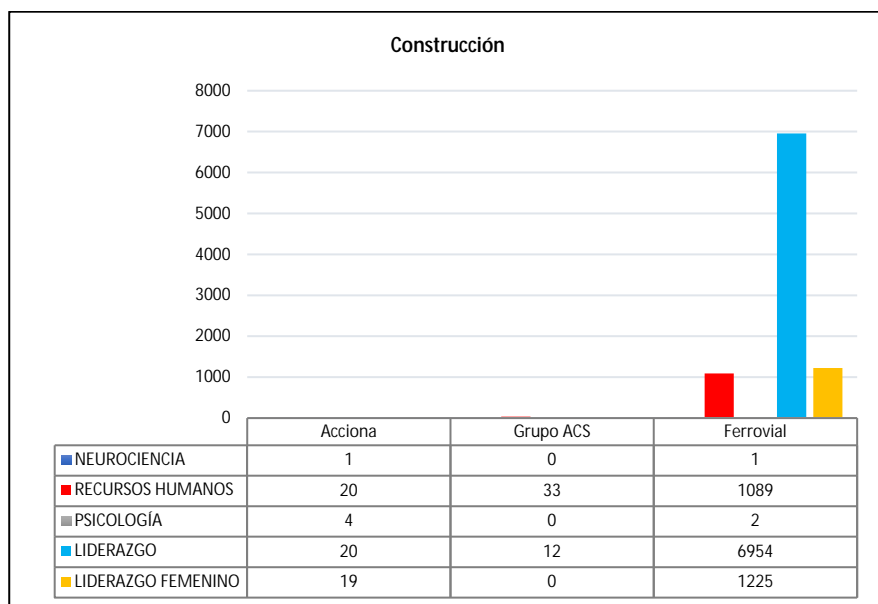 Construcción
8000
7000
6000
5000
4000
3000
2000
1000
0
Acciona Grupo ACS Ferrovial
NEUROCIENCIA 1 0 1
RECURSOS HUMANOS 20 33 1089
PSICOLOGÍA 4 0 2
LIDERAZGO 20 12 6954
LIDERAZGO FEMENINO 19 0 1225